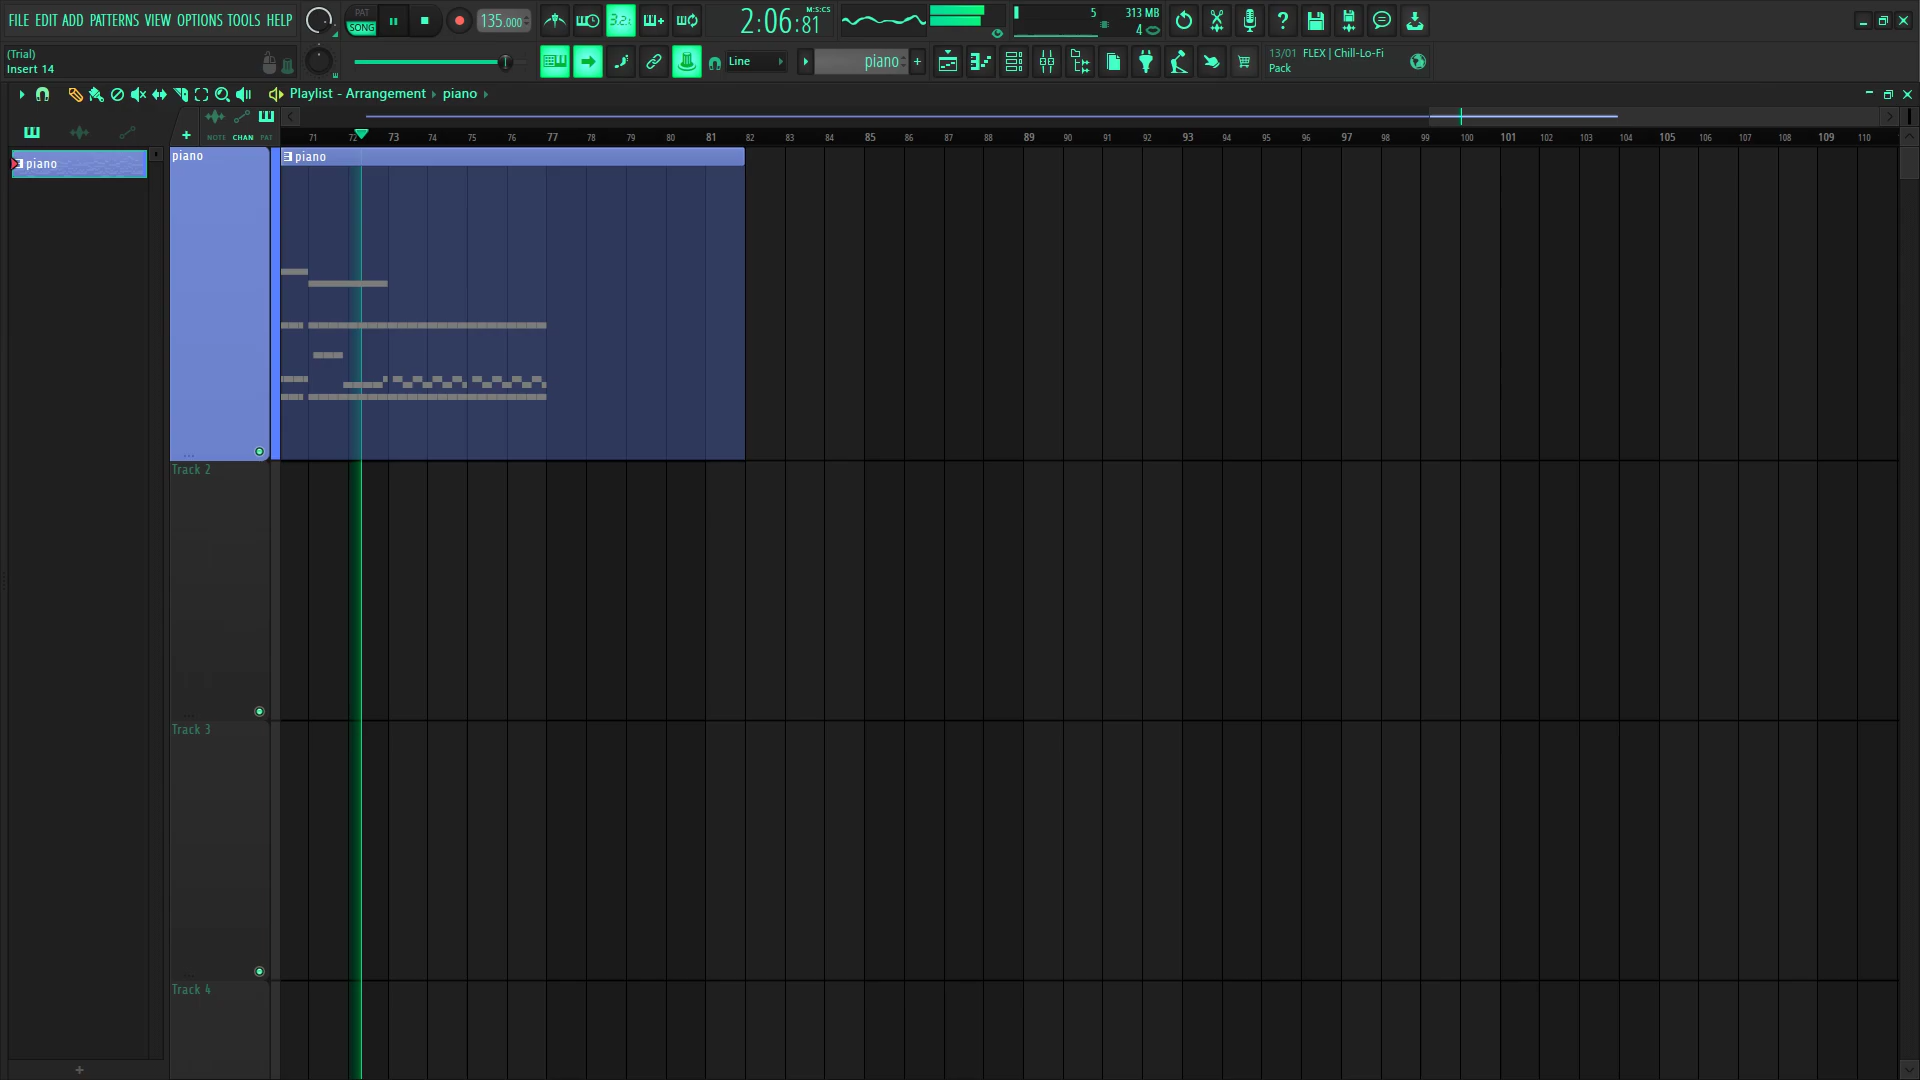 FILE EDIT ADD PATTERNS VIEW OPTIONS TOOLS HELP
PAT
SONG
135.000
3.2.
2:06:81
M:S:CS
5
313 MB
4
(Trial)
Insert 14
Line
piano
13/01 FLEX | Chill-Lo-Fi
Pack
Playlist - Arrangement
piano
NOTE CHAN PAT
71 72 73 74 75 76 77 78 79 80 81 82 83 84 85 86 87 88 89 90 91 92 93 94 95 96 97 98 99 100 101 102 103 104 105 106 107 108 109 110
piano
piano
piano
Track 2
Track 3
Track 4